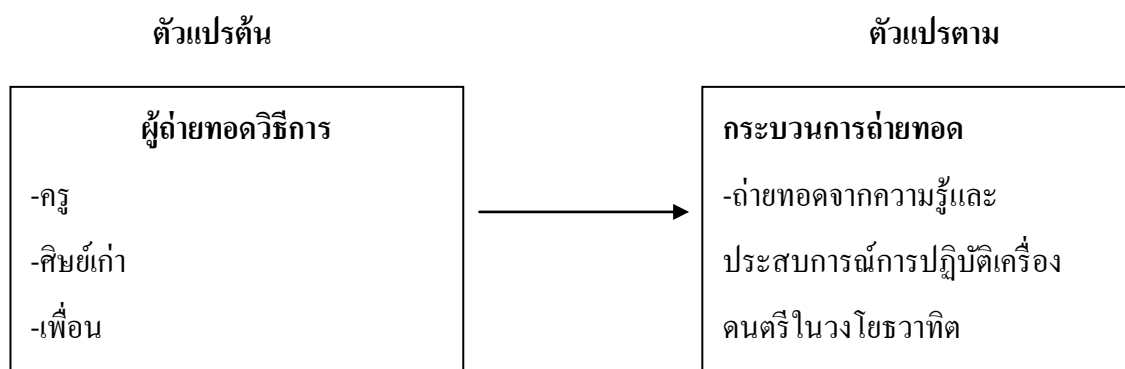 ตัวแปรต้น
ตัวแปรตาม
ผู้ถ่ายทอดวิธีการ
-ครู
-ศิษย์เก่า
-เพื่อน
กระบวนการถ่ายทอด
-ถ่ายทอดจากความรู้และ
ประสบการณ์การปฏิบัติเครื่อง
ดนตรีในวงโยธวาทิต